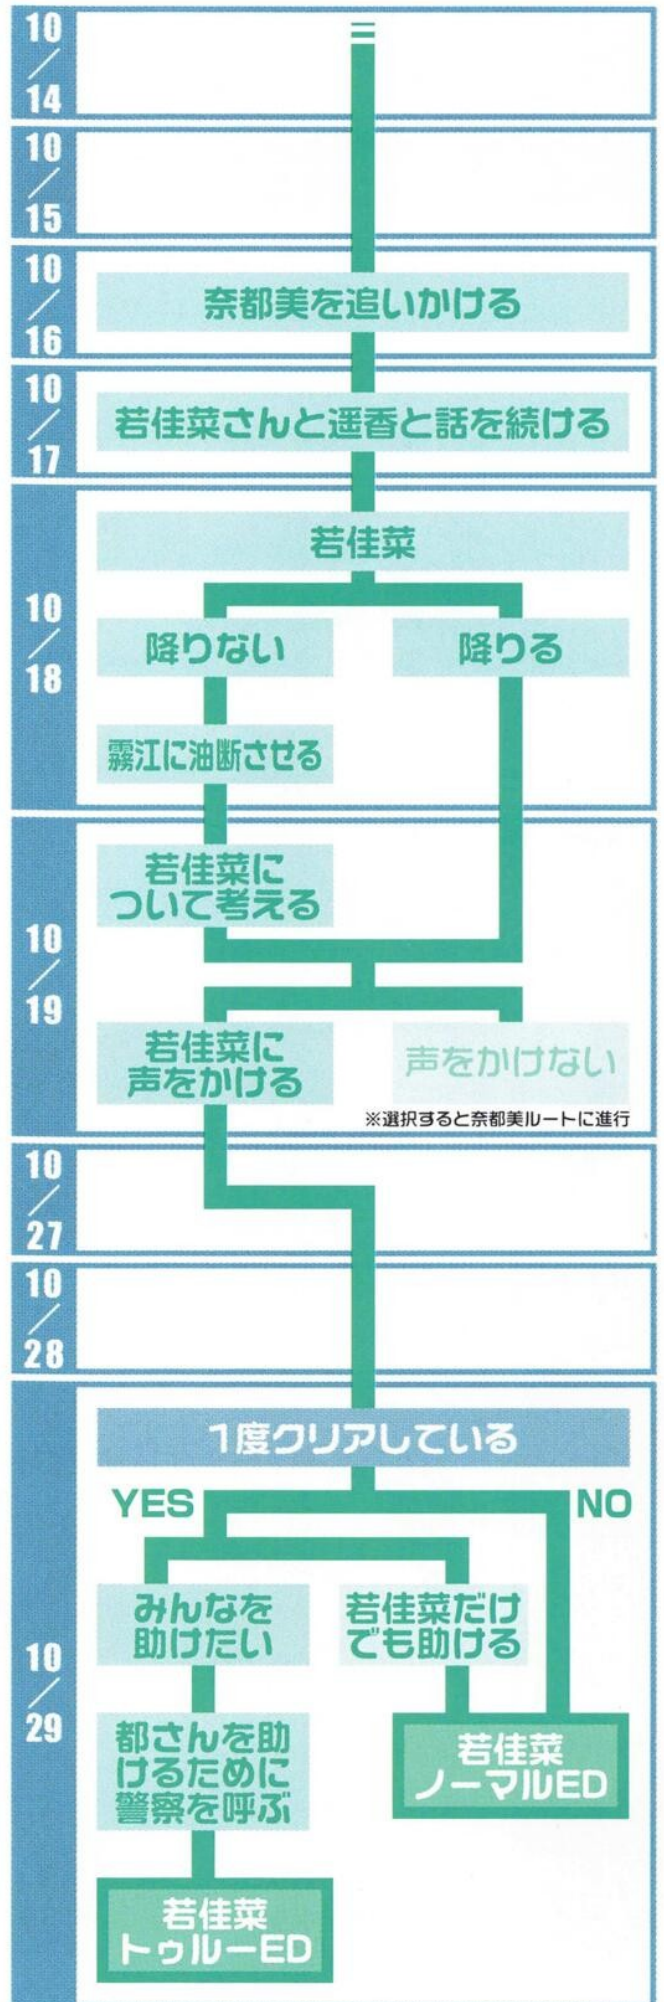 10/14
10/15
10/16
奈都美を追いかける
10/17
若佳菜さんと遥香と話を続ける
10/18
若佳菜
降りない
降りる
霧江に油断させる
10/19
若佳菜に
ついて考える
若佳菜に
声をかける
声をかけない
※選択すると奈都美ルートに進行
10/27
10/28
10/29
1度クリアしている
YES
NO
みんなを
助けたい
若佳菜だけ
でも助ける
都さんを助
けるために
警察を呼ぶ
若佳菜
ノーマルED
若佳菜
トゥルーED